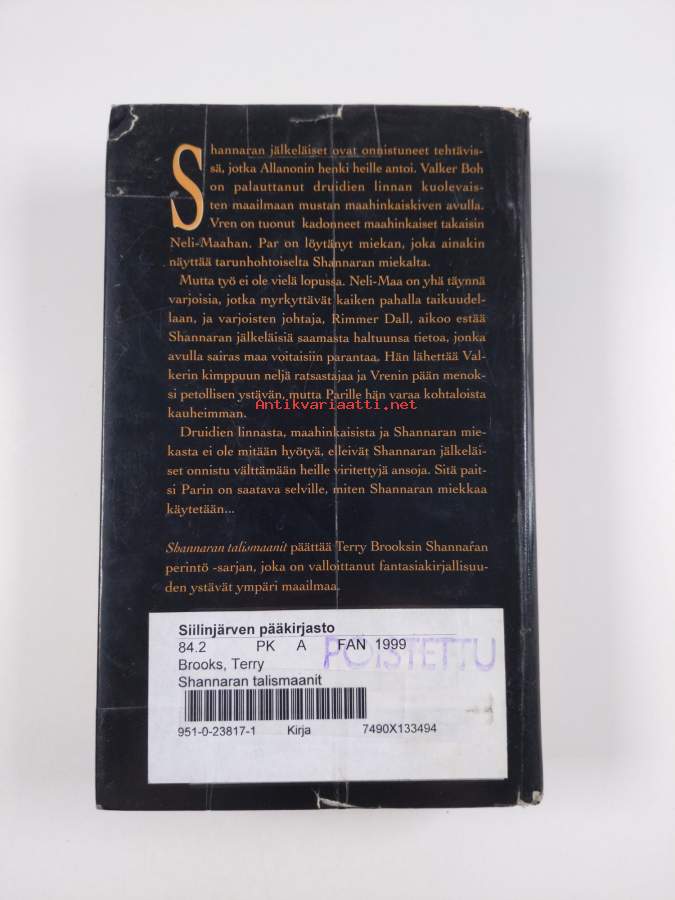 Shannaran jälkeläiset ovat onnistuneet tehtävis-
sä, jotka Allanonin henki heille antoi. Valker Boh
on palauttanut druidien linnan kuolevais-
ten maailmaan mustan maahinkaiskiven avulla.
Vren on tuonut kadonneet maahinkaiset takaisin
Neli-Maahan. Par on löytänyt miekan, joka ainakin
näyttää tarunhohtoiselta Shannaran miekalta.
Mutta työ ei ole vielä lopussa. Neli-Maa on yhä täynnä
varjoisia, jotka myrkyttävät kaiken pahalla taikuudel-
laan, ja varjoisten johtaja, Rimmer Dall, aikoo estää
Shannaran jälkeläisiä saamasta haltuunsa tietoa, jonka
avulla sairas maa voitaisiin parantaa. Hän lähettää Val-
kerin kimppuun neljä ratsastajaa ja Vrenin pään menok-
si petollisen ystävän, mutta Parille hän varaa kohtaloista
kauheimman.
Antikvariaatti.net
Druidien linnasta, maahinkaisista ja Shannaran mie-
kasta ei ole mitään hyötyä, elleivät Shannaran jälkeläi
set onnistu välttämään heille viritettyjä ansoja. Sitä pait-
si Parin on saatava selville, miten Shannaran miekkaa
käytetään...
Shannaran talismaanit päättää Terry Brooksin Shannaran
perintö -sarjan, joka on valloittanut fantasiakirjallisuu-
den ystävät ympäri maailmaa.
Siilinjärven pääkirjasto
84.2 PK A FAN 1999
POISTETTU
Brooks, Terry
Shannaran talismaanit
951-0-23817-1 Kirja 7490X133494